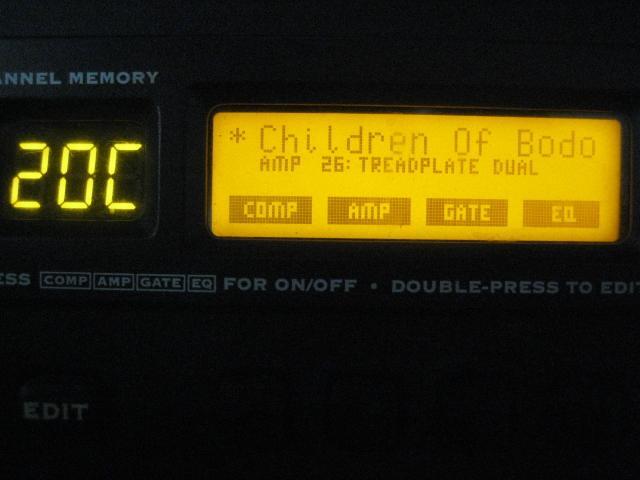 ANNEL MEMORY
20C
* Children Of Bodo
AMP 26: TREADPLATE DUAL
COMP AMP GATE EQ
ESS COMP AMP GATE EQ FOR ON/OFF • DOUBLE-PRESS TO EDIT
EDIT